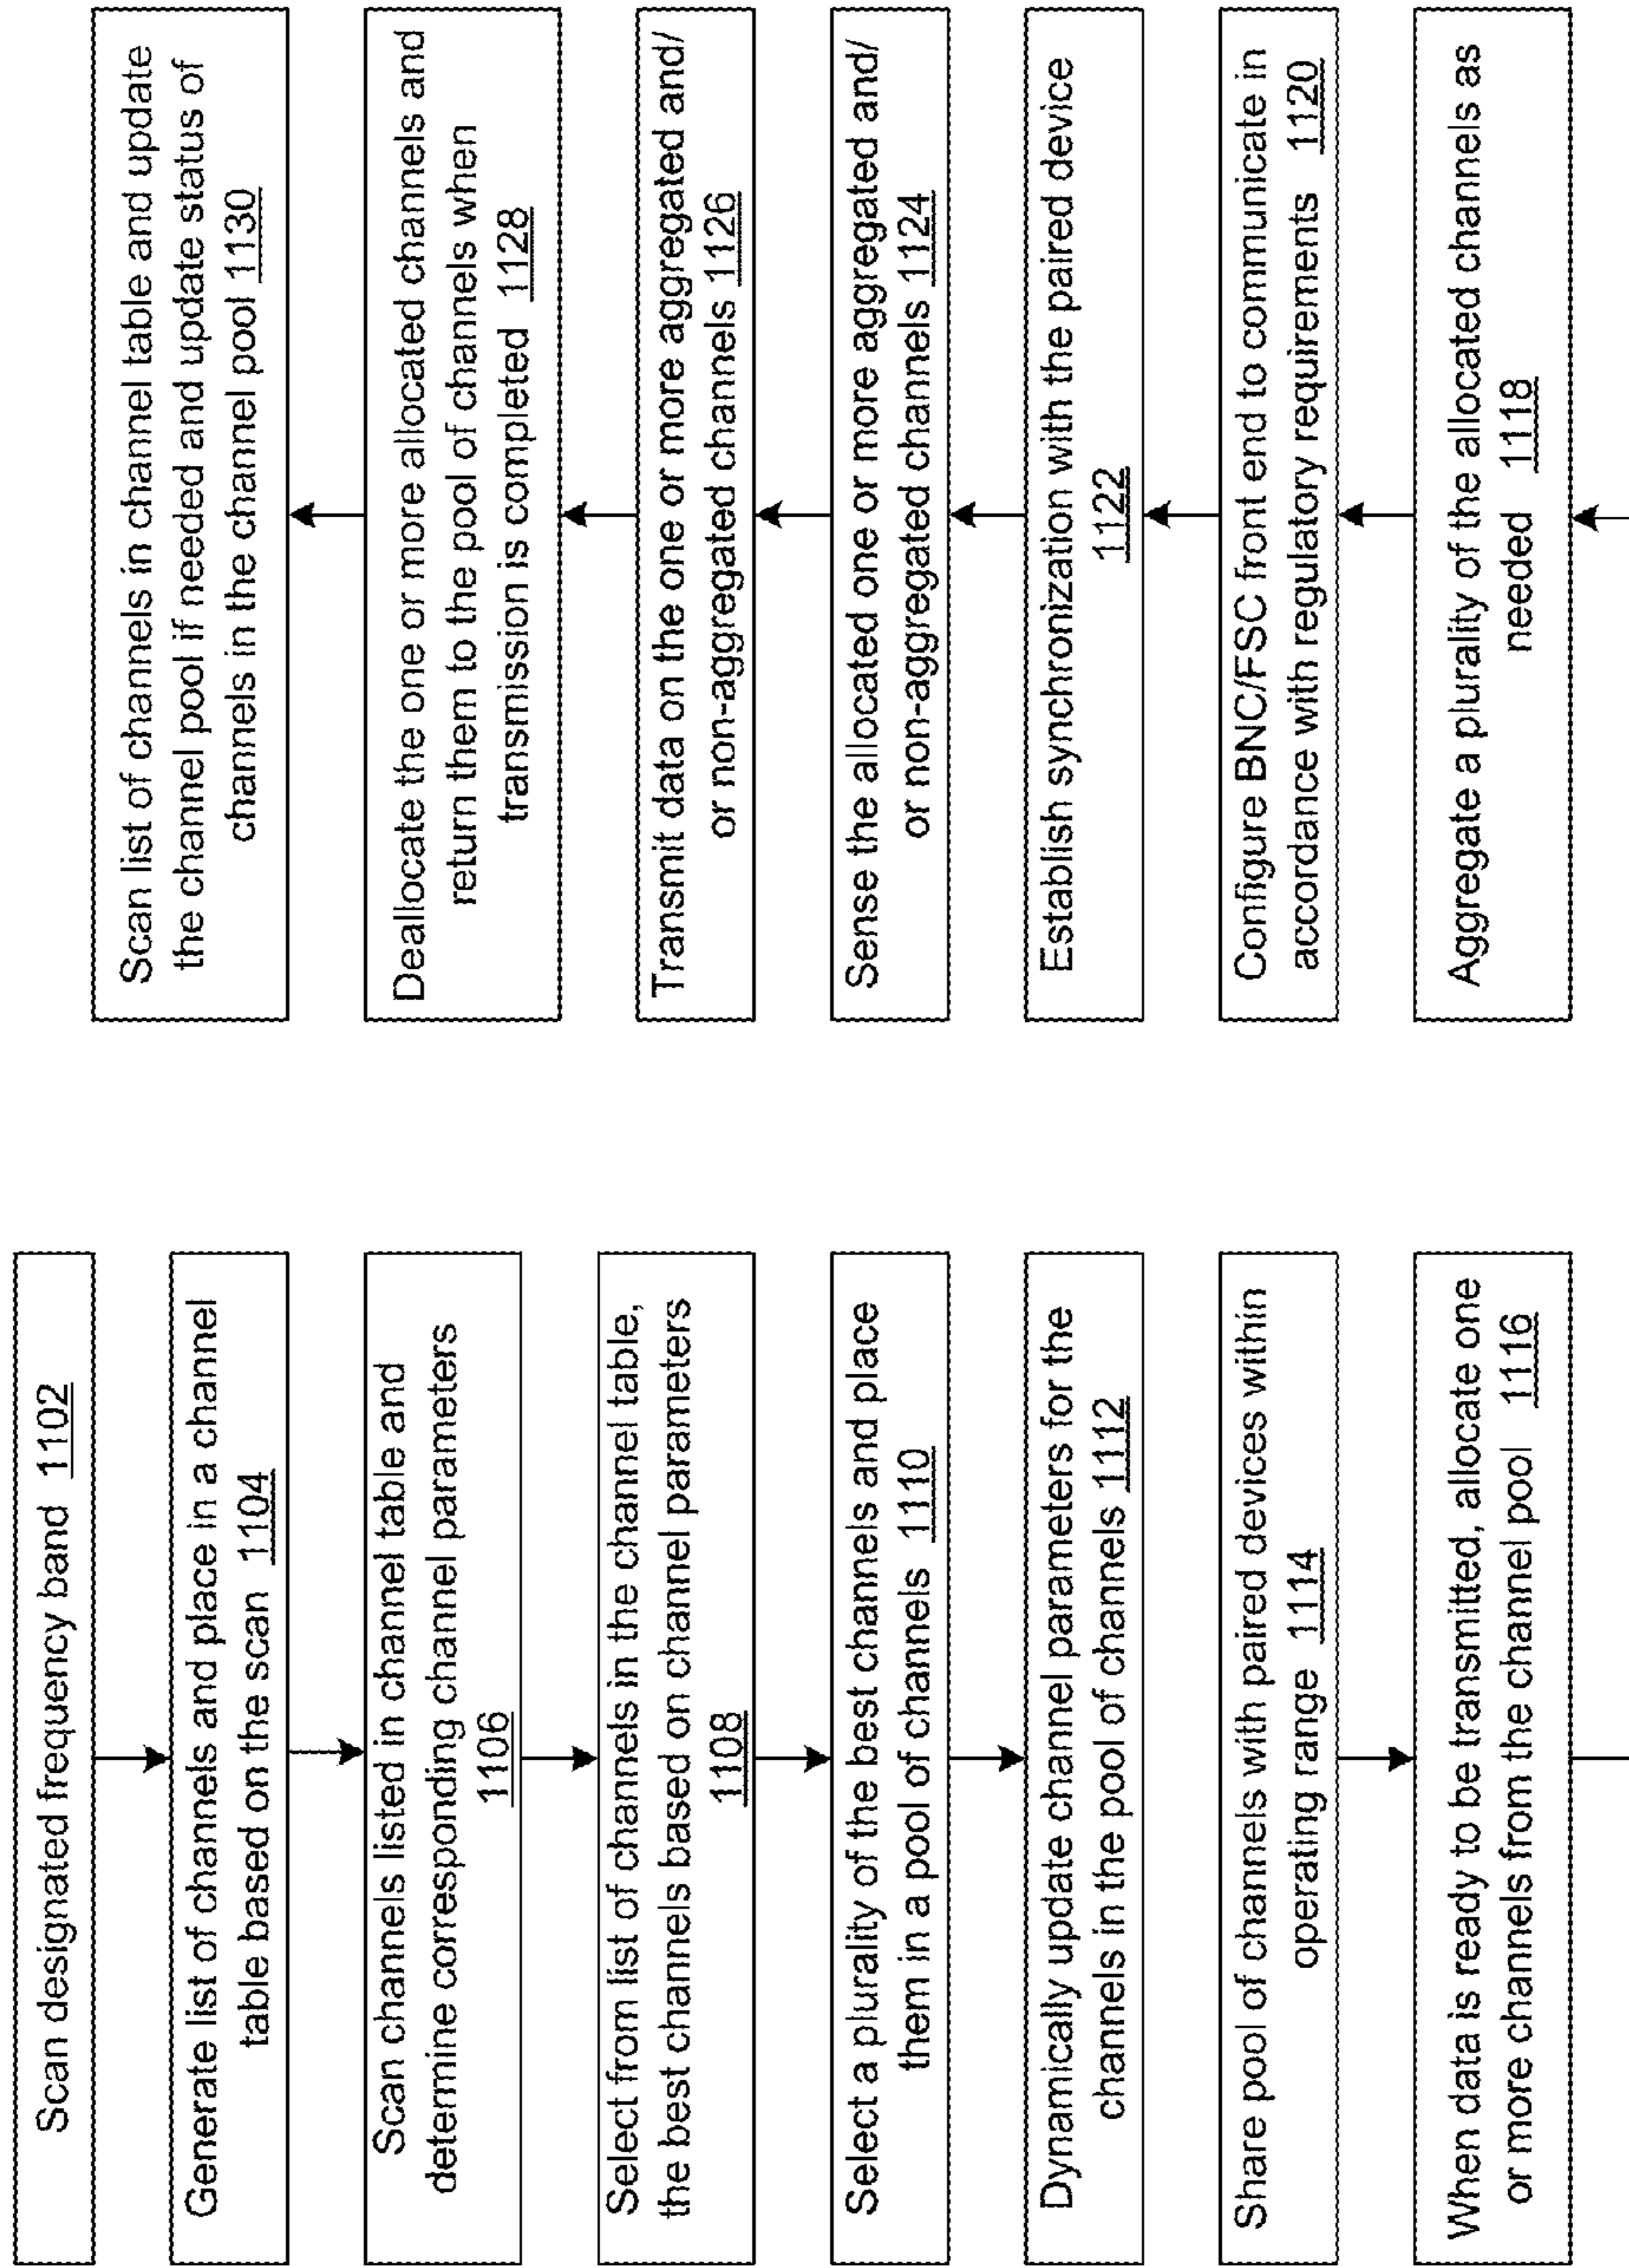 Scan designated frequency band 1102
Generate list of channels and place in a channel
table based on the scan 1104
Scan channels listed in channel table and
determine corresponding channel parameters
1106
Select from list of channels in the channel table,
the best channels based on channel parameters
1108
Select a plurality of the best channels and place
them in a pool of channels 1110
Dynamically update channel parameters for the
channels in the pool of channels 1112
Share pool of channels with paired devices within
operating range 1114
When data is ready to be transmitted, allocate one
or more channels from the channel pool 1116
Aggregate a plurality of the allocated channels as
needed 1118
Configure BNC/FSC front end to communicate in
accordance with regulatory requirements 1120
Establish synchronization with the paired device
1122
Sense the allocated one or more aggregated and/
or non-aggregated channels 1124
Transmit data on the one or more aggregated and/
or non-aggregated channels 1126
Deallocate the one or more allocated channels and
return them to the pool of channels when
transmission is completed 1128
Scan list of channels in channel table and update
the channel pool if needed and update status of
channels in the channel pool 1130